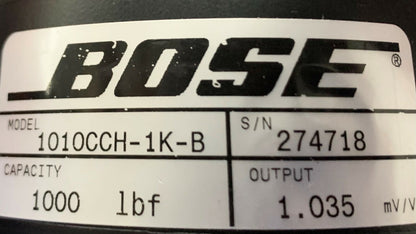 BOSE®
MODEL 1010CCH-1K-B S/N 274718
CAPACITY OUTPUT
1000 lbf 1.035 mV/V